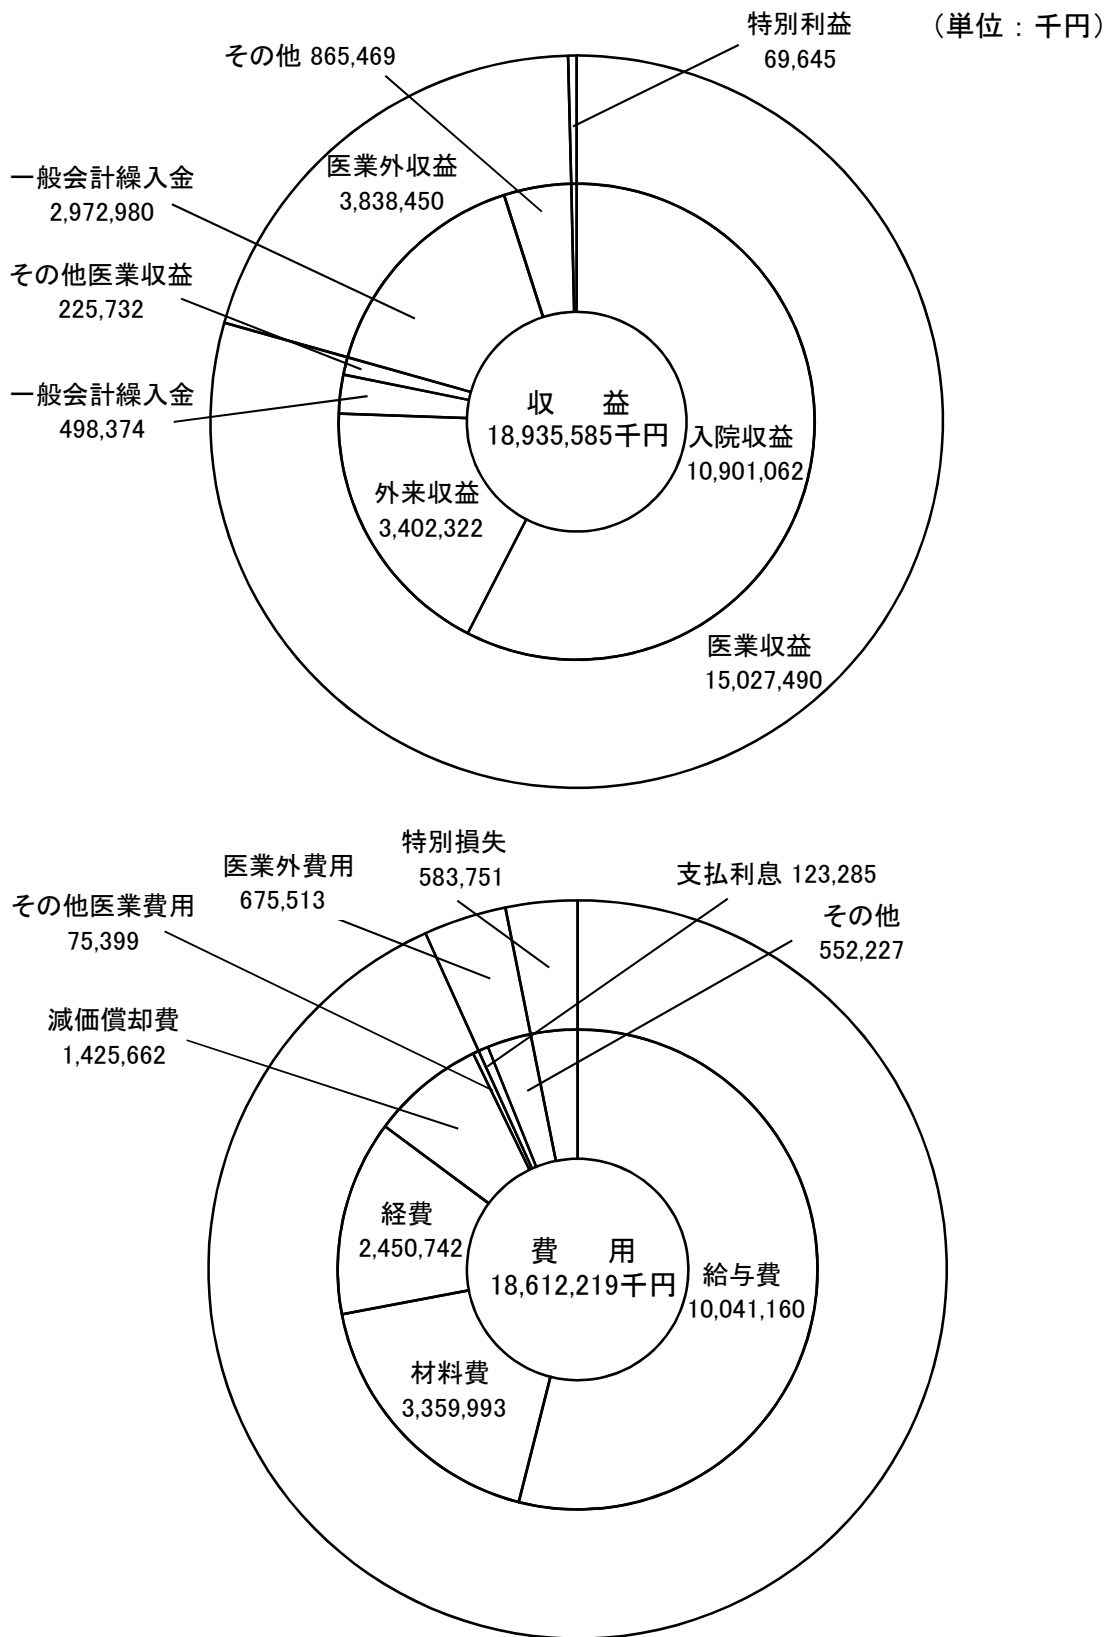 （単位：千円）
特別利益
69,645
その他 865,469
医業外収益
3,838,450
一般会計繰入金
2,972,980
その他医業収益
225,732
一般会計繰入金
498,374
収　益
18,935,585千円
入院収益
10,901,062
外来収益
3,402,322
医業収益
15,027,490
特別損失
583,751
医業外費用
675,513
支払利息 123,285
その他
552,227
その他医業費用
75,399
減価償却費
1,425,662
経費
2,450,742
費　用
18,612,219千円
給与費
10,041,160
材料費
3,359,993